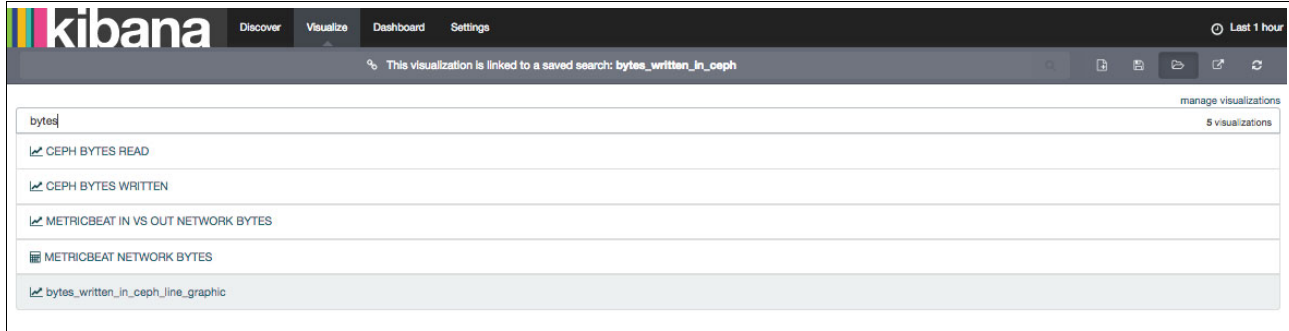 kibana Discover Visualize Dashboard Settings Last 1 hour
This visualization is linked to a saved search: bytes_written_in_ceph
manage visualizations
bytes 5 visualizations
CEPH BYTES READ
CEPH BYTES WRITTEN
METRICBEAT IN VS OUT NETWORK BYTES
METRICBEAT NETWORK BYTES
bytes_written_in_ceph_line_graphic